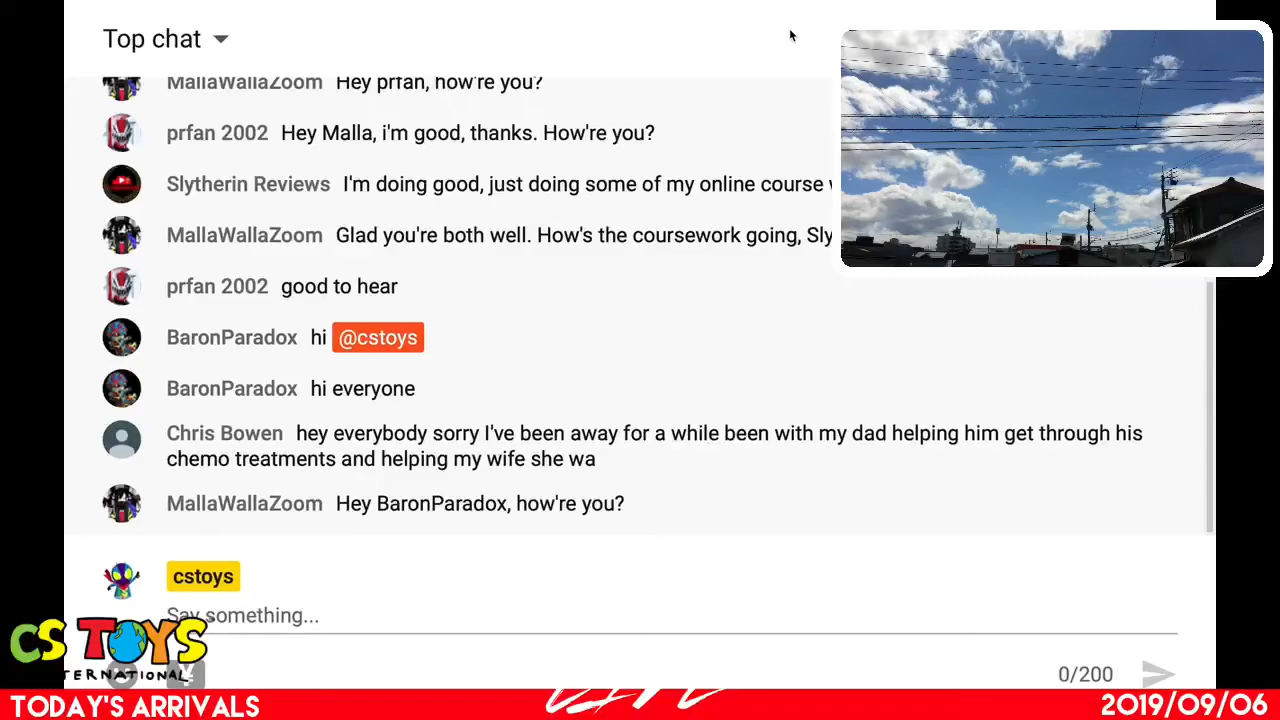 Top chat
MallaWallaZoom Hey prfan, how're you?
prfan 2002 Hey Malla, i'm good, thanks. How're you?
Slytherin Reviews I'm doing good, just doing some of my online course
MallaWallaZoom Glad you're both well. How's the coursework going, Sly
prfan 2002 good to hear
BaronParadox hi @cstoys
BaronParadox hi everyone
Chris Bowen hey everybody sorry I've been away for a while been with my dad helping him get through his
chemo treatments and helping my wife she wa
MallaWallaZoom Hey BaronParadox, how're you?
cstoys
Say something...
CS TOYS
TERNATIONAL
0/200
TODAY'S ARRIVALS
2019/09/06